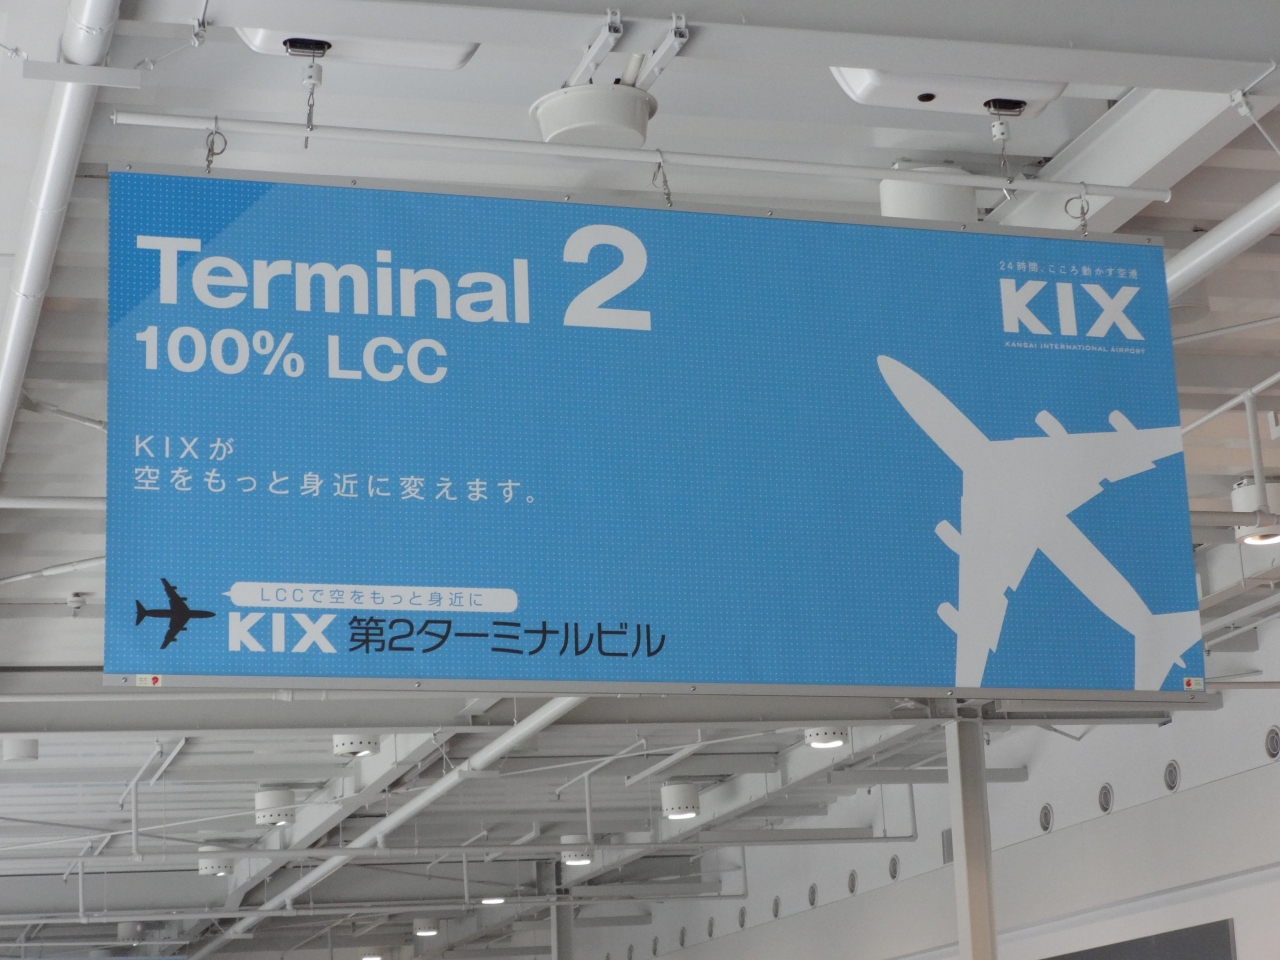 Terminal 2
100% LCC
24時間、こころ動かす空港
KIX
KANSAI INTERNATIONAL AIRPORT
KIXが
空をもっと身近に変えます。
LCCで空をもっと身近に
KIX 第2ターミナルビル